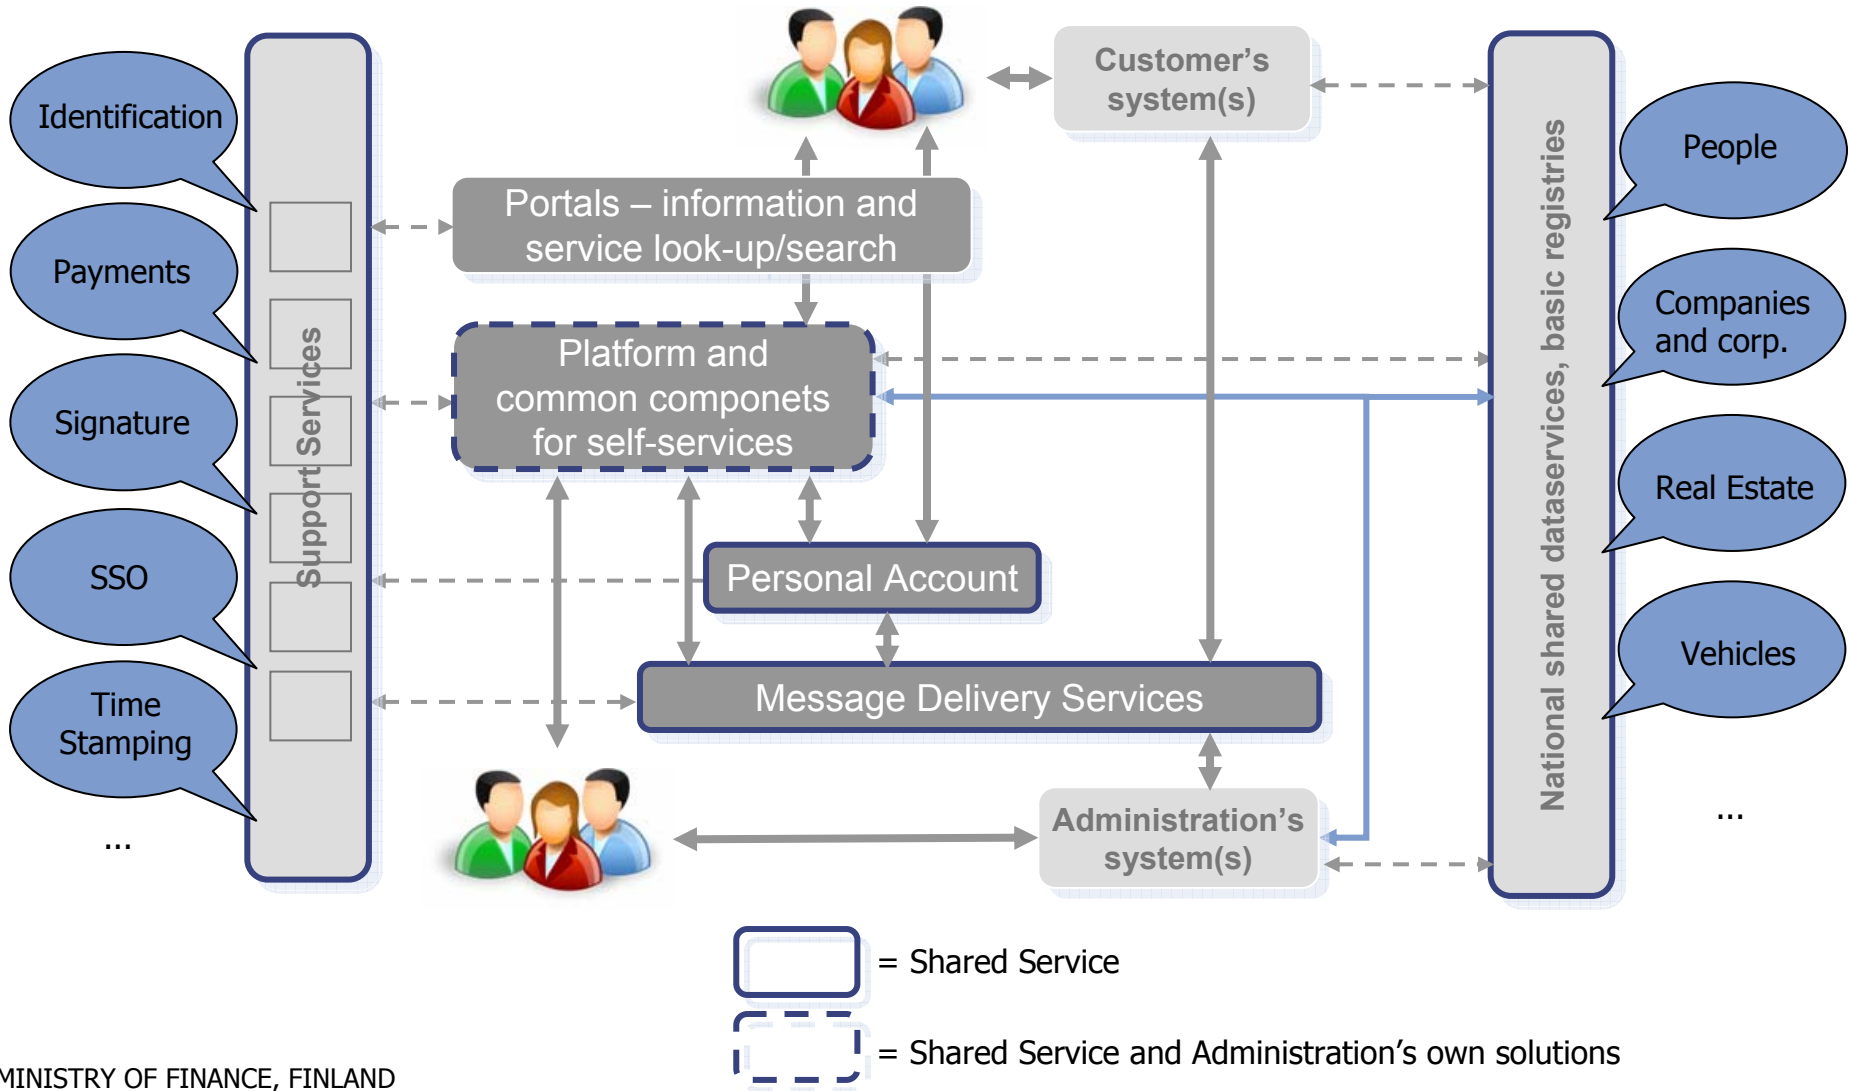 Identification
Payments
Signature
SSO
Time
Stamping
...
Support Services
Customer's
system(s)
Portals – information and
service look-up/search
Platform and
common componets
for self-services
Personal Account
Message Delivery Services
Administration's
system(s)
National shared dataservices, basic registries
People
Companies
and corp.
Real Estate
Vehicles
...
= Shared Service
= Shared Service and Administration's own solutions
MINISTRY OF FINANCE, FINLAND